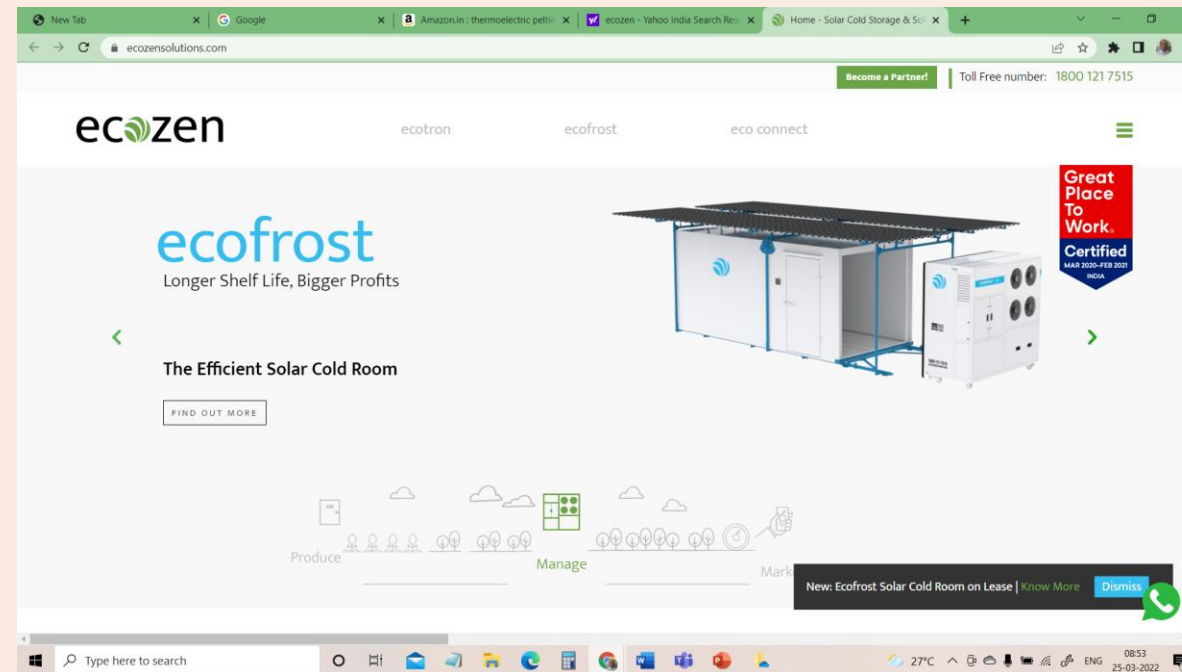 New Tab
Google
Amazon.in : thermoelectric peltie
ecozen - Yahoo India Search Res
Home - Solar Cold Storage & So
ecozensolutions.com
Become a Partner!
Toll Free number: 1800 121 7515
ecozen
ecotron
ecofrost
eco connect
ecofrost
Longer Shelf Life, Bigger Profits
The Efficient Solar Cold Room
FIND OUT MORE
Great
Place
To
Work.
Certified
MAR 2020-FEB 2021
INDIA
Produce
Manage
Mark
New: Ecofrost Solar Cold Room on Lease | Know More
Dismiss
Type here to search
27°C
ENG
08:53
25-03-2022